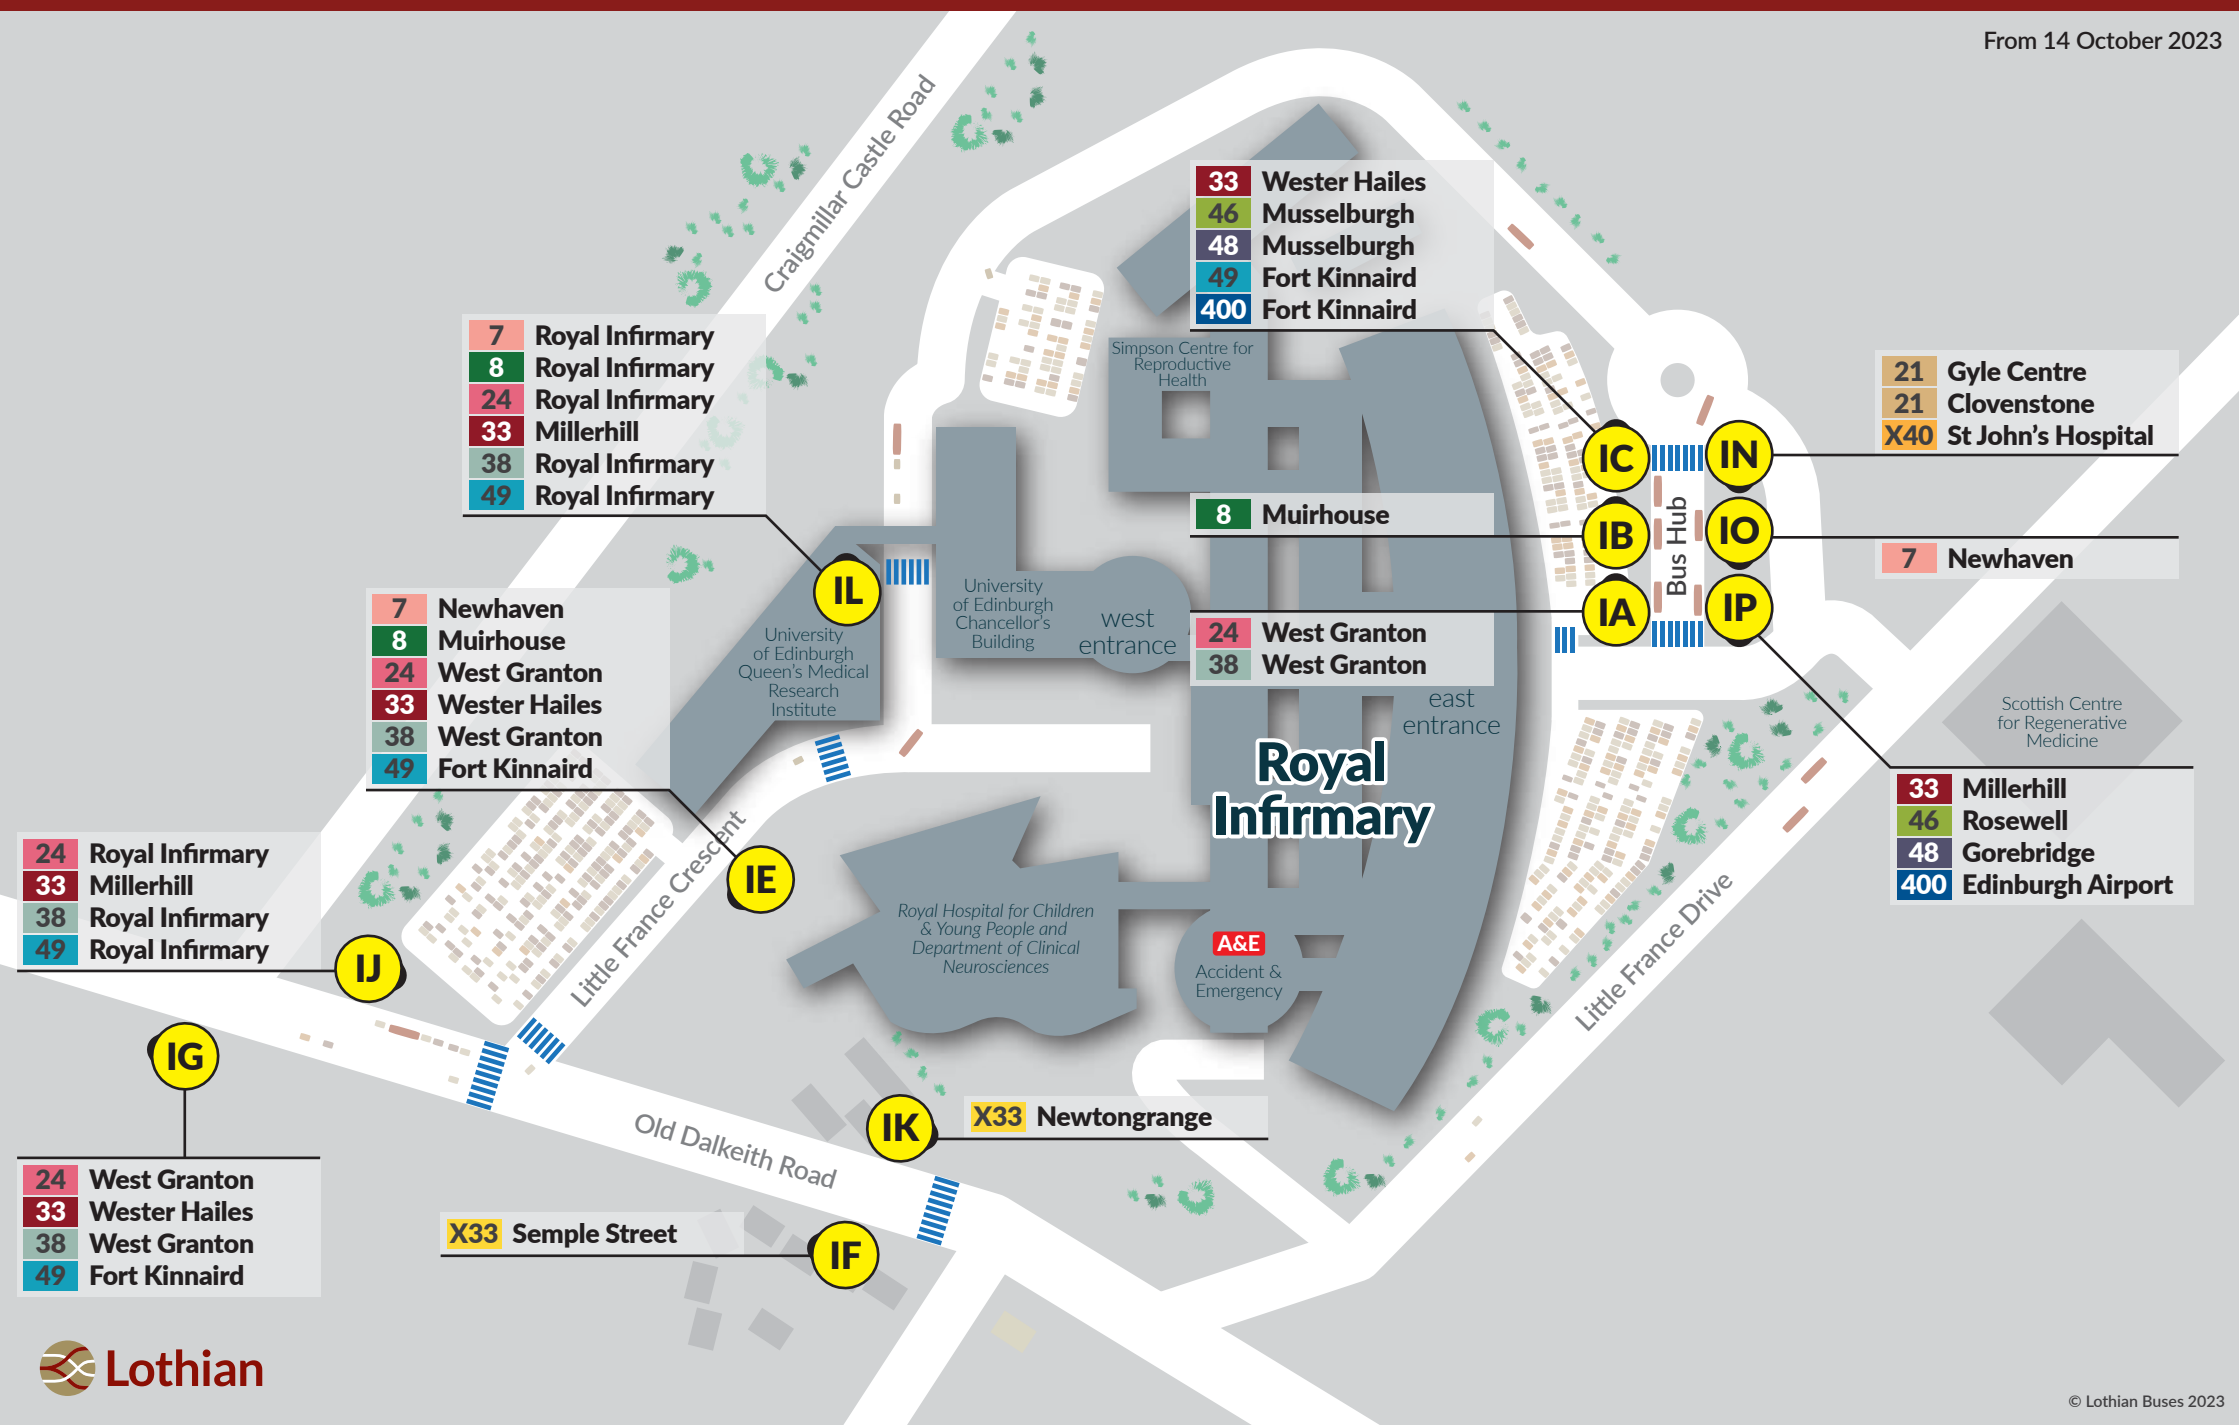 From 14 October 2023
Craigmillar Castle Road
33 Wester Hailes
46 Musselburgh
48 Musselburgh
49 Fort Kinnaird
400 Fort Kinnaird
7 Royal Infirmary
8 Royal Infirmary
24 Royal Infirmary
33 Millerhill
38 Royal Infirmary
49 Royal Infirmary
Simpson Centre for
Reproductive
Health
21 Gyle Centre
21 Clovenstone
X40 St John's Hospital
IC
IN
8 Muirhouse
IB
Bus Hub
IO
7 Newhaven
IL
University
of Edinburgh
Chancellor's
Building
west
entrance
IA
IP
24 West Granton
38 West Granton
7 Newhaven
8 Muirhouse
24 West Granton
33 Wester Hailes
38 West Granton
49 Fort Kinnaird
University
of Edinburgh
Queen's Medical
Research
Institute
east
entrance
Scottish Centre
for Regenerative
Medicine
Royal
Infirmary
33 Millerhill
46 Rosewell
48 Gorebridge
400 Edinburgh Airport
24 Royal Infirmary
33 Millerhill
38 Royal Infirmary
49 Royal Infirmary
IJ
Little France Crescent
IE
Royal Hospital for Children
& Young People and
Department of Clinical
Neurosciences
A&E
Accident &
Emergency
Little France Drive
IG
24 West Granton
33 Wester Hailes
38 West Granton
49 Fort Kinnaird
Old Dalkeith Road
IK
X33 Newtongrange
X33 Semple Street
IF
Lothian
© Lothian Buses 2023